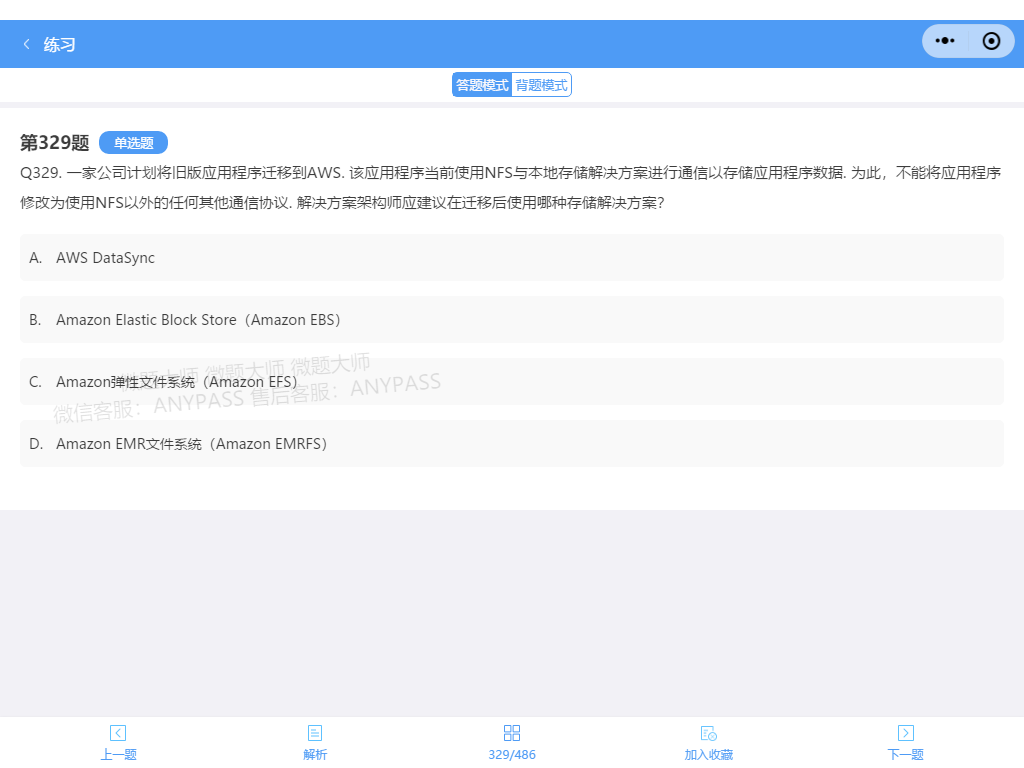 练习
答题模式 背题模式
第329题 单选题
Q329. 一家公司计划将旧版应用程序迁移到AWS. 该应用程序当前使用NFS与本地存储解决方案进行通信以存储应用程序数据. 为此，不能将应用程序
修改为使用NFS以外的任何其他通信协议. 解决方案架构师应建议在迁移后使用哪种存储解决方案？
A. AWS DataSync
B. Amazon Elastic Block Store（Amazon EBS）
微题大师 微题大师 微题大师
C. Amazon弹性文件系统（Amazon EFS）
微信客服：ANYPASS 售后客服：ANYPASS
D. Amazon EMR文件系统（Amazon EMRFS）
上一题 解析 329/486 加入收藏 下一题